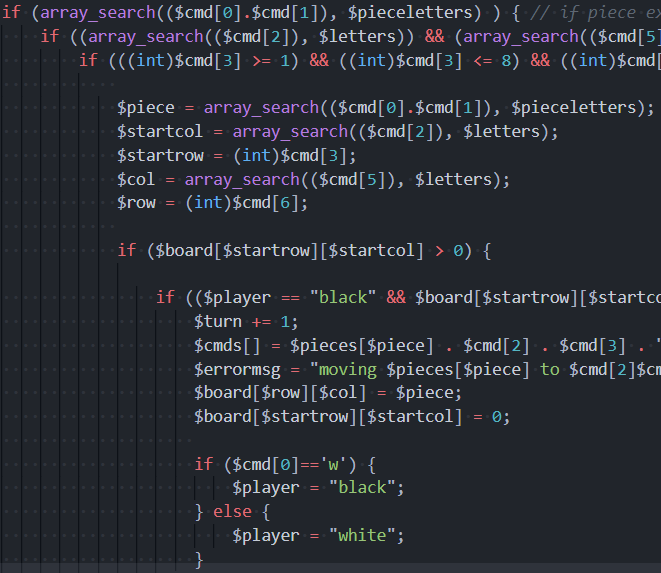 if (array_search(($cmd[0].$cmd[1]), $pieceletters) ) { // if piece ex
if ((array_search(($cmd[2]), $letters)) && (array_search(($cmd[5]
if (((int)$cmd[3] >= 1) && ((int)$cmd[3] <= 8) && ((int)$cmd[
$piece = array_search(($cmd[0].$cmd[1]), $pieceletters);
$startcol = array_search(($cmd[2]), $letters);
$startrow = (int)$cmd[3];
$col = array_search(($cmd[5]), $letters);
$row = (int)$cmd[6];
if ($board[$startrow][$startcol] > 0) {
if (($player == "black" && $board[$startrow][$startco
$turn += 1;
$cmds[] = $pieces[$piece] . $cmd[2] . $cmd[3] . '
$errormsg = "moving $pieces[$piece] to $cmd[2]$cm
$board[$row][$col] = $piece;
$board[$startrow][$startcol] = 0;
if ($cmd[0]=='w') {
$player = "black";
} else {
$player = "white";
}